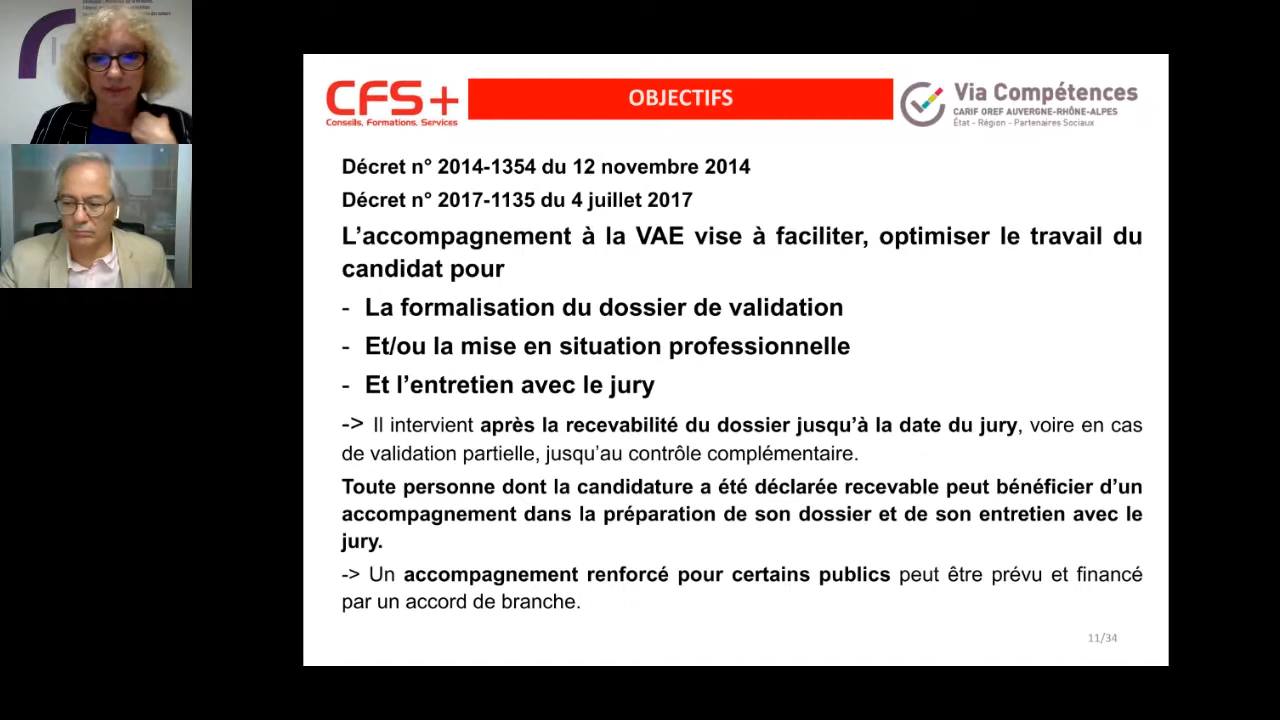 CFS+
Conseils, Formations, Services
OBJECTIFS
Via Compétences
CARIF OREF AUVERGNE-RHÔNE-ALPES
État - Région - Partenaires Sociaux
Décret n° 2014-1354 du 12 novembre 2014
Décret n° 2017-1135 du 4 juillet 2017
L’accompagnement à la VAE vise à faciliter, optimiser le travail du
candidat pour
- La formalisation du dossier de validation
- Et/ou la mise en situation professionnelle
- Et l’entretien avec le jury
-> Il intervient après la recevabilité du dossier jusqu’à la date du jury, voire en cas
de validation partielle, jusqu’au contrôle complémentaire.
Toute personne dont la candidature a été déclarée recevable peut bénéficier d’un
accompagnement dans la préparation de son dossier et de son entretien avec le
jury.
-> Un accompagnement renforcé pour certains publics peut être prévu et financé
par un accord de branche.
11/34